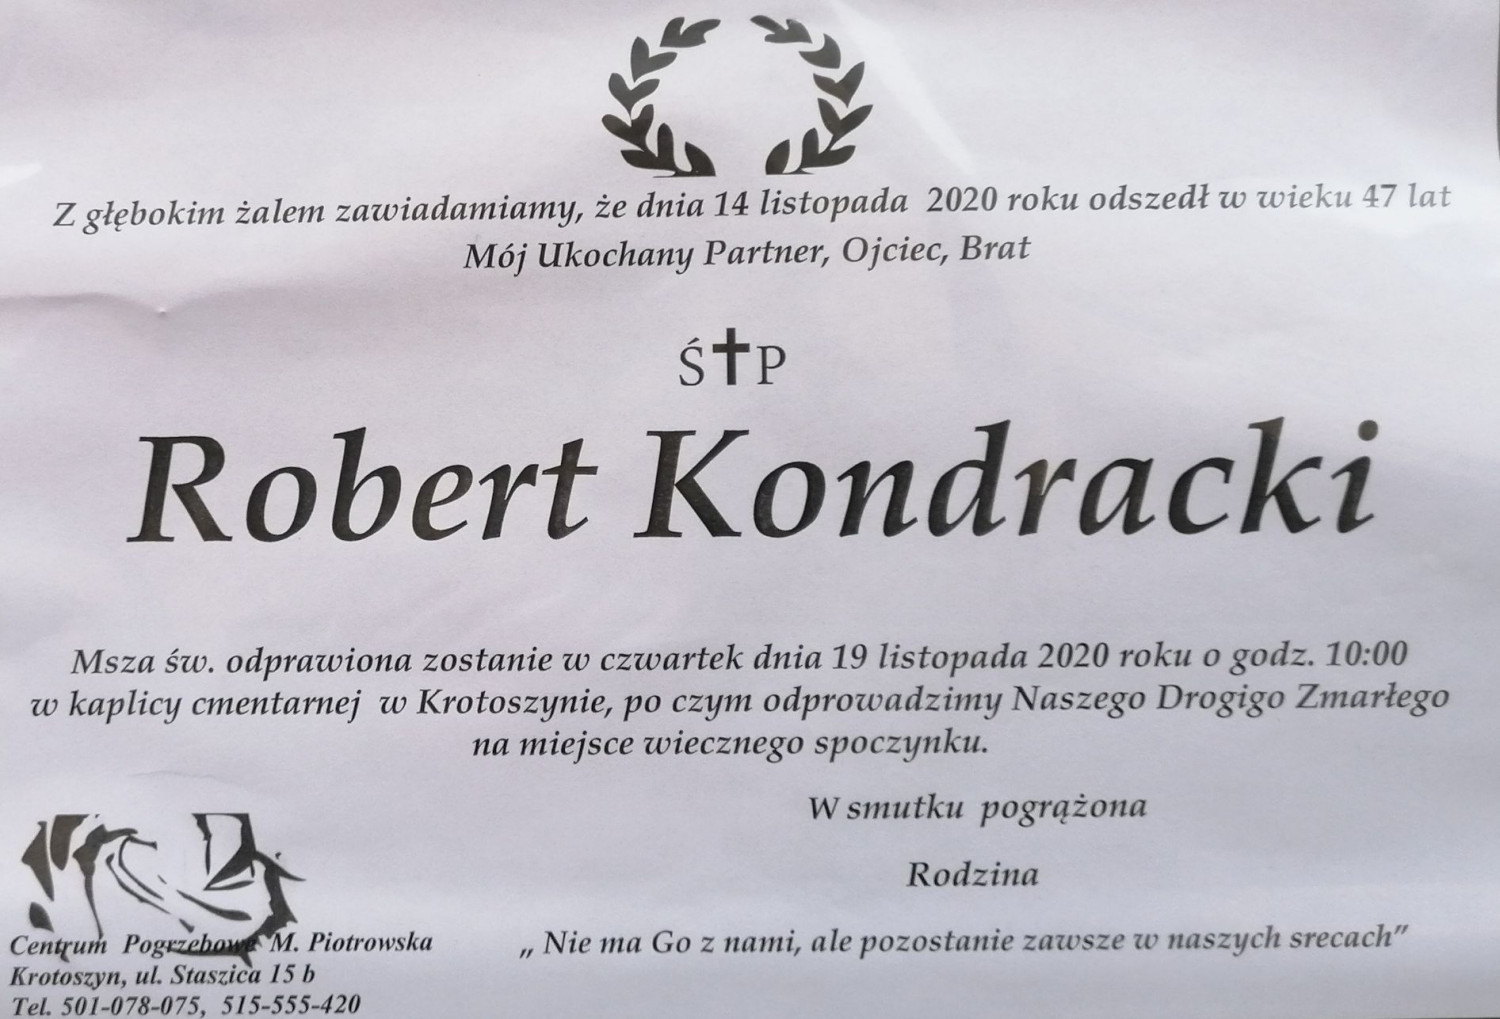 Z głębokim żalem zawiadamiamy, że dnia 14 listopada 2020 roku odszedł w wieku 47 lat
Mój Ukochany Partner, Ojciec, Brat
Ś✝P
Robert Kondracki
Msza św. odprawiona zostanie w czwartek dnia 19 listopada 2020 roku o godz. 10:00
w kaplicy cmentarnej w Krotoszynie, po czym odprowadzimy Naszego Drogigo Zmarłego
na miejsce wiecznego spoczynku.
W smutku pogrążona
Rodzina
„ Nie ma Go z nami, ale pozostanie zawsze w naszych srecach”
Centrum Pogrzebowe M. Piotrowska
Krotoszyn, ul. Staszica 15 b
Tel. 501-078-075, 515-555-420